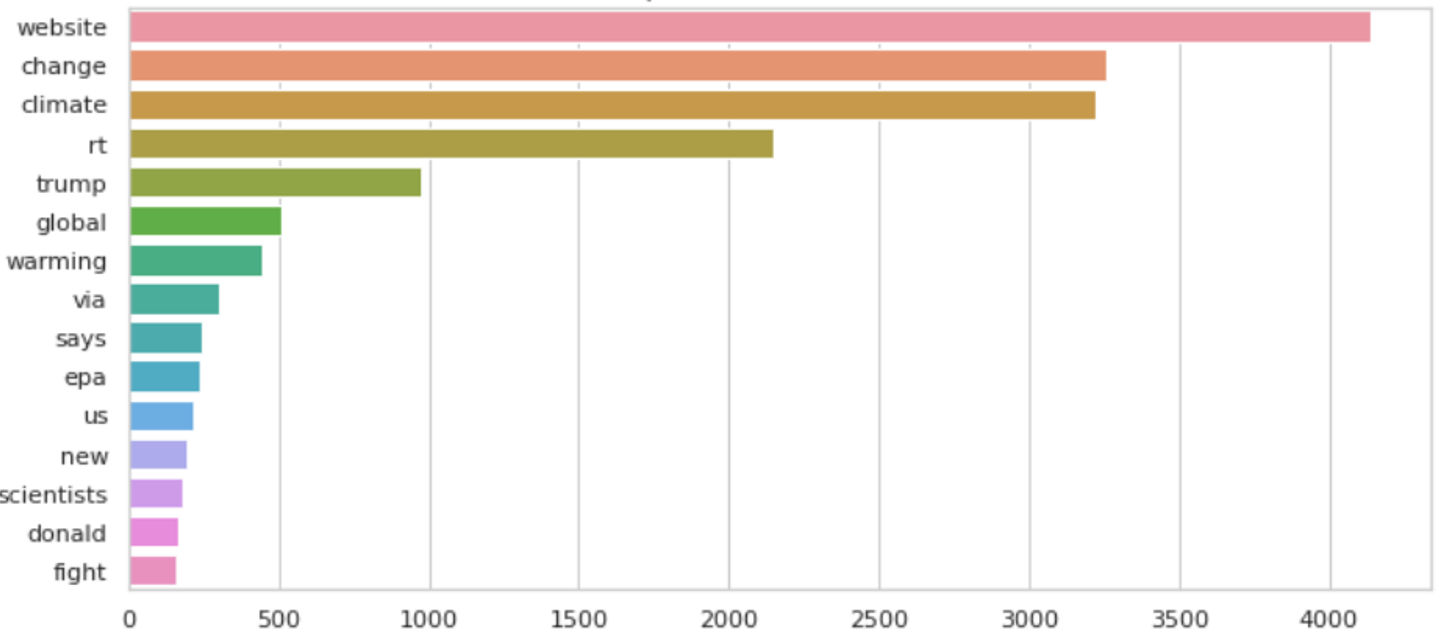 website
change
climate
rt
trump
global
warming
via
says
epa
us
new
scientists
donald
fight
0 500 1000 1500 2000 2500 3000 3500 4000